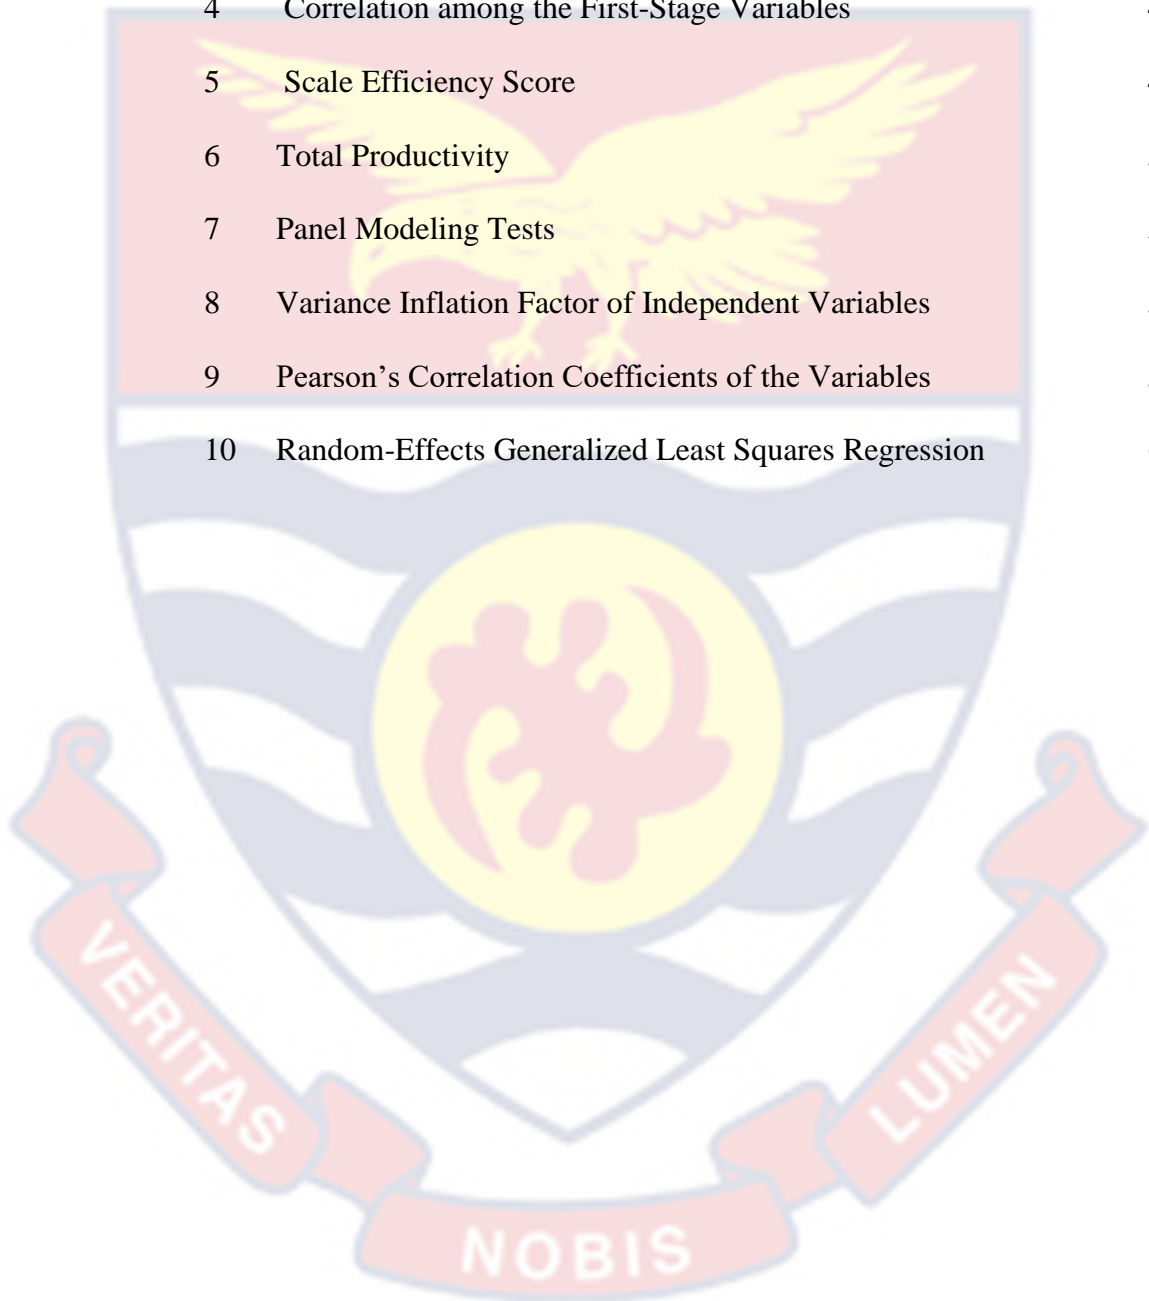 4 Correlation among the First-Stage Variables
5 Scale Efficiency Score
6 Total Productivity
7 Panel Modeling Tests
8 Variance Inflation Factor of Independent Variables
9 Pearson’s Correlation Coefficients of the Variables
10 Random-Effects Generalized Least Squares Regression
VERITAS
NOBIS
LUMEN